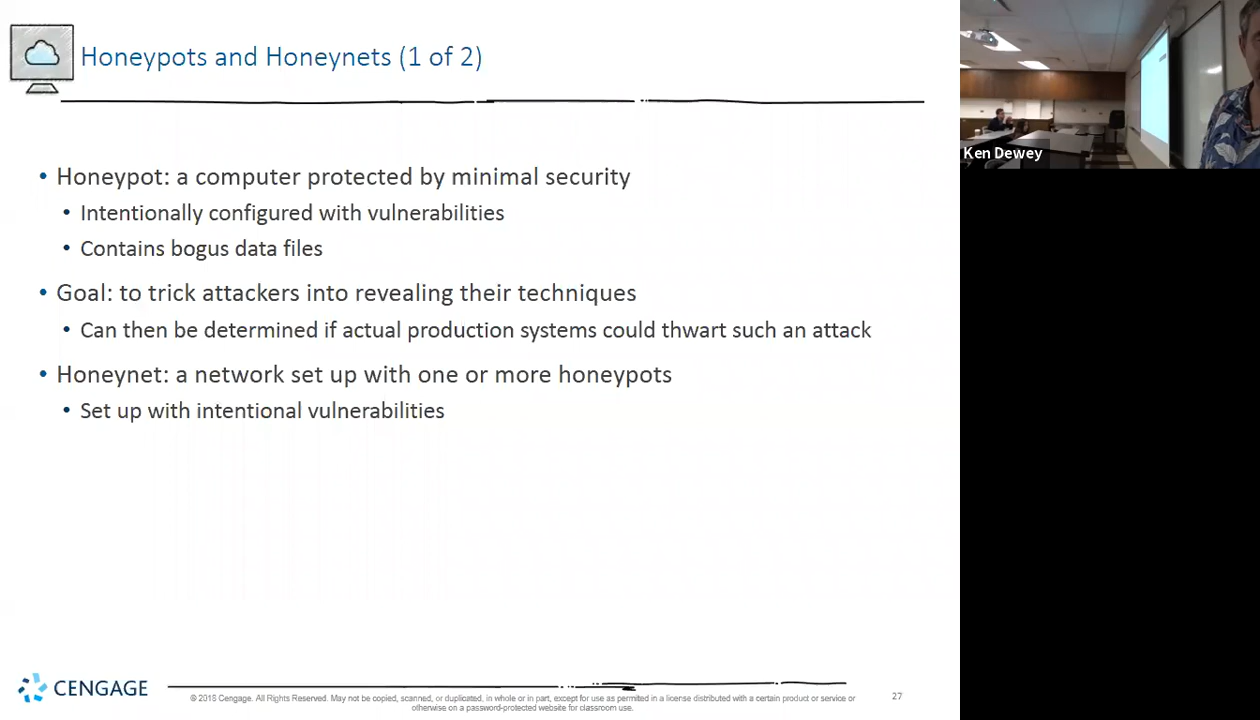 Honeypots and Honeynets (1 of 2)
Ken Dewey
• Honeypot: a computer protected by minimal security
• Intentionally configured with vulnerabilities
• Contains bogus data files
• Goal: to trick attackers into revealing their techniques
• Can then be determined if actual production systems could thwart such an attack
• Honeynet: a network set up with one or more honeypots
• Set up with intentional vulnerabilities
CENGAGE
© 2018 Cengage. All Rights Reserved. May not be copied, scanned, or duplicated, in whole or in part, except for use as permitted in a license distributed with a certain product or service or
otherwise on a password-protected website for classroom use.
27